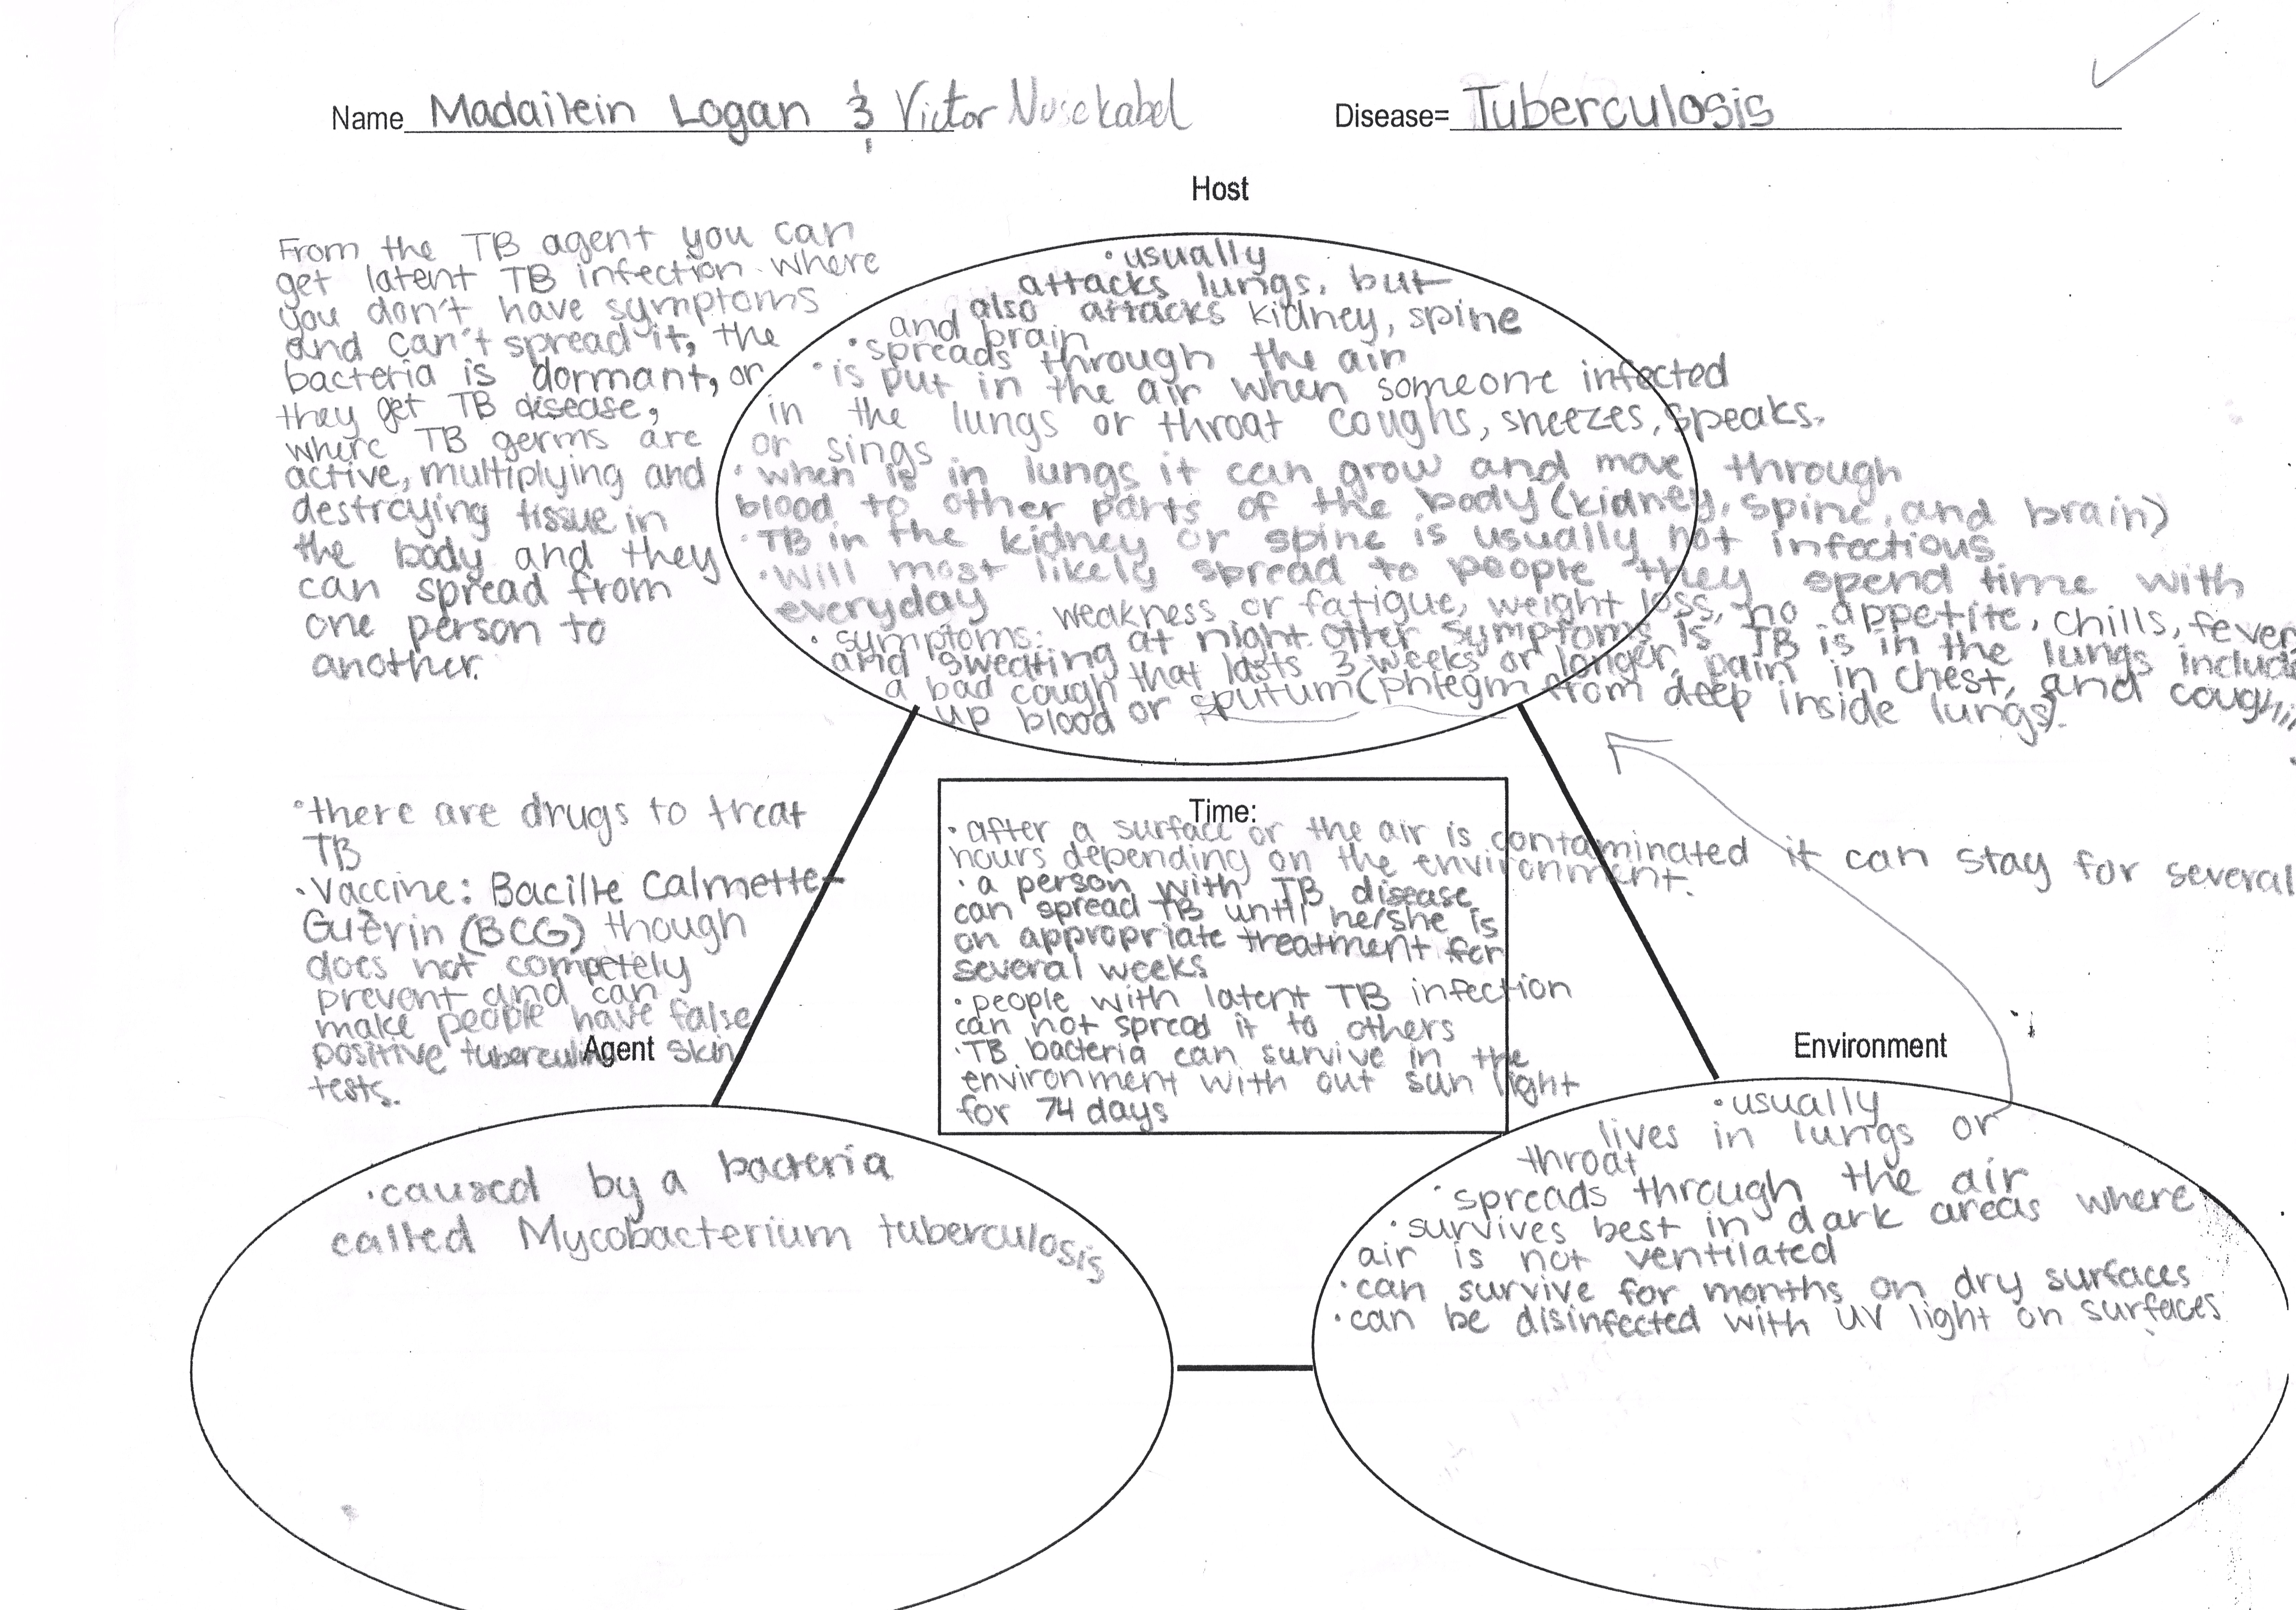 Name Madailein Logan & Victor Nusekabel
Disease= Tuberculosis
Host
From the TB agent you can
get latent TB infection where
you don't have symptoms
and can't spread it, the
bacteria is dormant, or
they get TB disease,
where TB germs are
active, multiplying and
destroying tissue in
the body and they
can spread from
one person to
another.
• usually
attacks lungs, but
also attacks kidney, spine
and brain
• spreads through the air
• is put in the air when someone infected
in the lungs or throat coughs, sneezes, speaks.
or sings
• when is in lungs it can grow and move through
blood to other parts of the body (kidney, spine, and brain)
• TB in the kidney or spine is usually not infectious
• Will most likely spread to people they spend time with
everyday
• symptoms: weakness or fatigue, weight loss, no appetite, chills, fever,
and sweating at night. Other symptoms is TB is in the lungs include
a bad cough that lasts 3 weeks or longer, pain in chest, and coughing
up blood or sputum (phlegm from deep inside lungs).
• there are drugs to treat
TB
• Vaccine: Bacille Calmette-
Guèrin (BCG) though
does not competely
prevent and can
make people have false
positive tuberculin skin
tests.
Time:
• after a surface or the air is contaminated it can stay for several
hours depending on the environment.
• a person with TB disease
can spread TB until he/she is
on appropriate treatment for
several weeks
• people with latent TB infection
can not spread it to others
• TB bacteria can survive in the
environment with out sun light
for 74 days
Agent
• caused by a bacteria
called Mycobacterium tuberculosis
Environment
• usually
lives in lungs or
throat
• spreads through the air
• survives best in dark areas where
air is not ventilated
• can survive for months on dry surfaces
• can be disinfected with UV light on surfaces